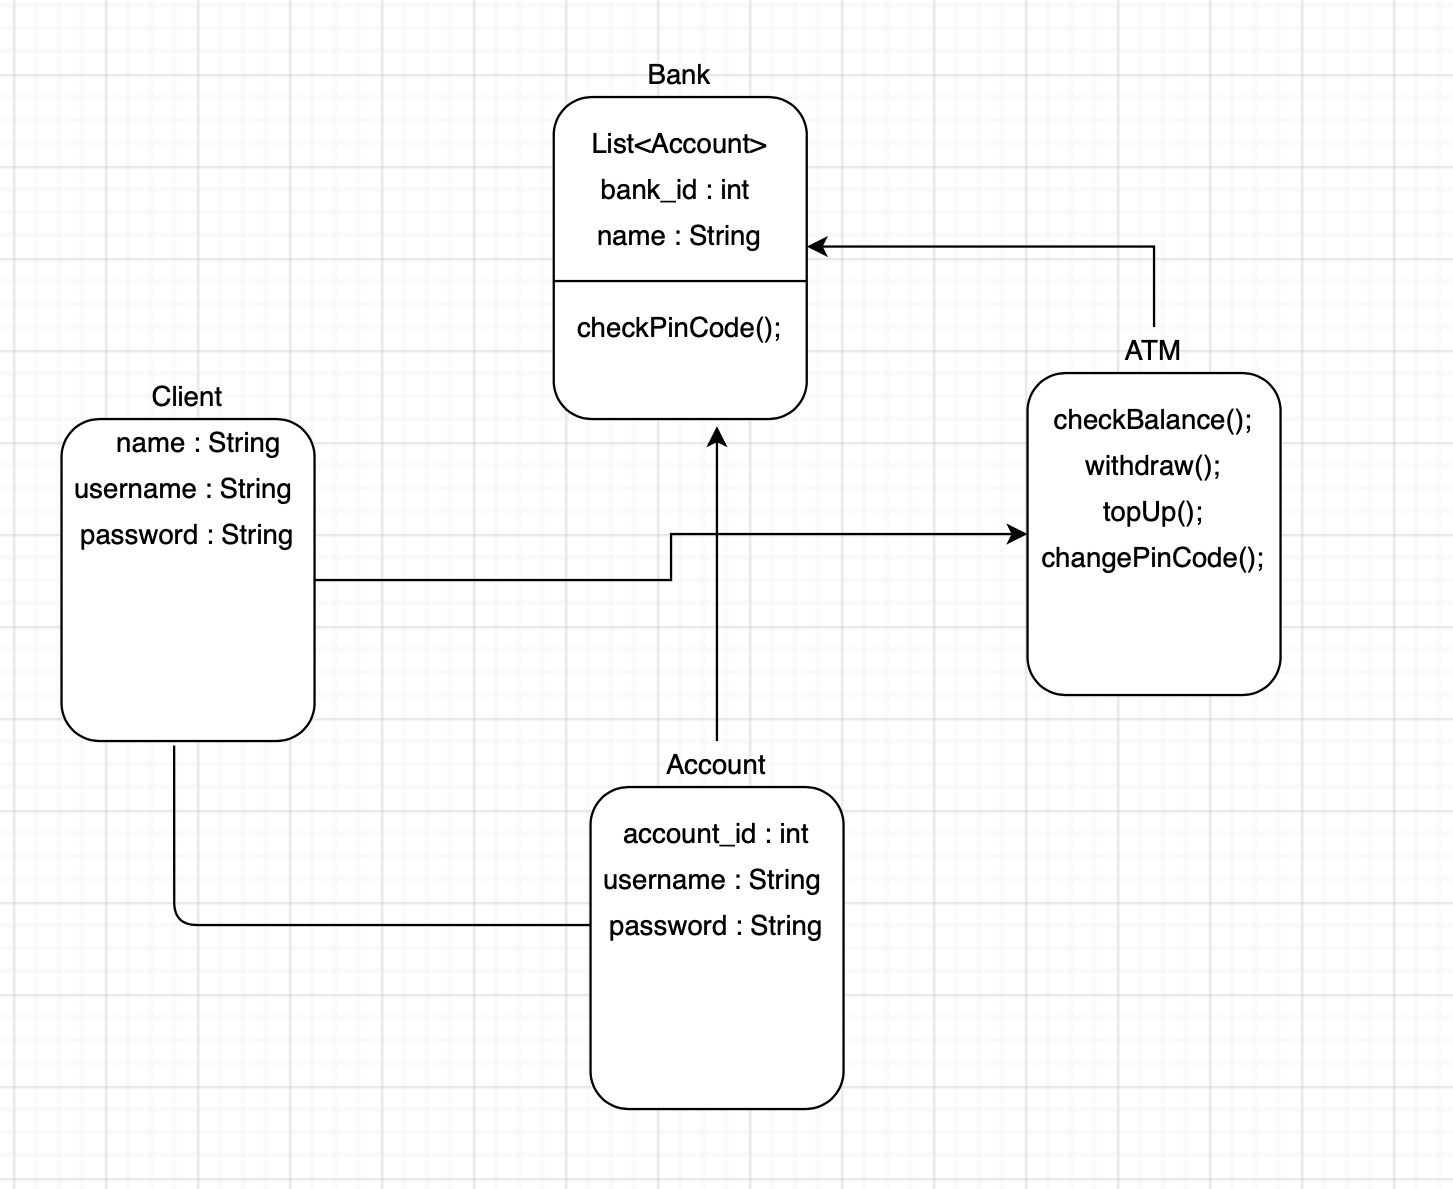 Bank
List<Account>
bank_id : int
name : String
checkPinCode();
ATM
checkBalance();
withdraw();
topUp();
changePinCode();
Client
name : String
username : String
password : String
Account
account_id : int
username : String
password : String